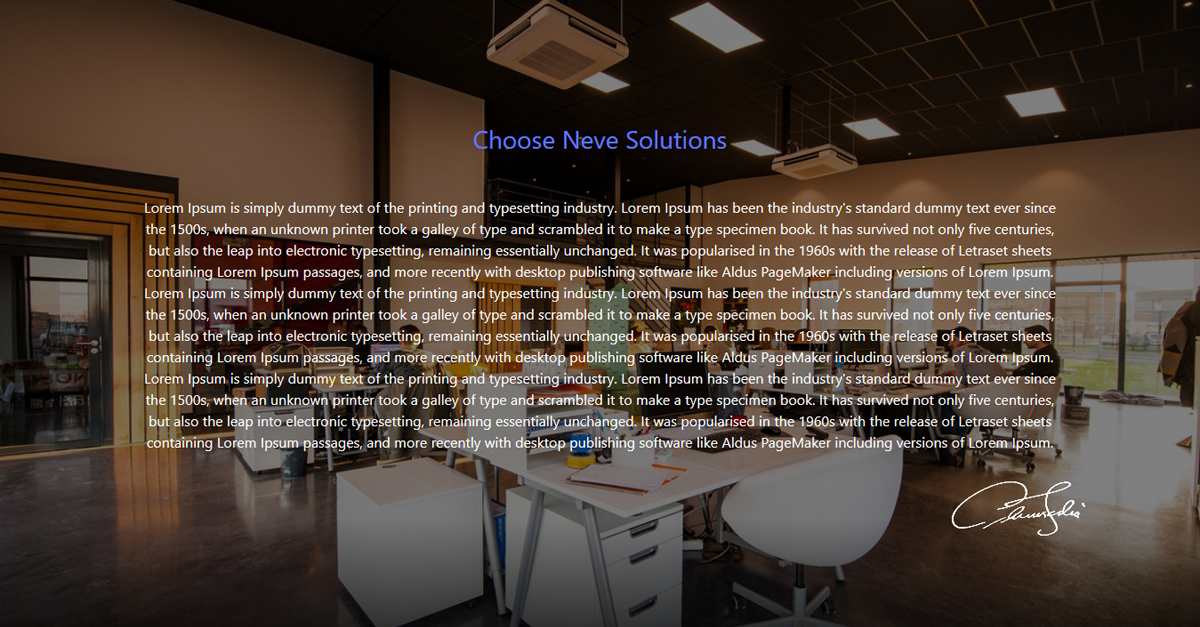 Choose Neve Solutions
Lorem Ipsum is simply dummy text of the printing and typesetting industry. Lorem Ipsum has been the industry's standard dummy text ever since
the 1500s, when an unknown printer took a galley of type and scrambled it to make a type specimen book. It has survived not only five centuries,
but also the leap into electronic typesetting, remaining essentially unchanged. It was popularised in the 1960s with the release of Letraset sheets
containing Lorem Ipsum passages, and more recently with desktop publishing software like Aldus PageMaker including versions of Lorem Ipsum.
Lorem Ipsum is simply dummy text of the printing and typesetting industry. Lorem Ipsum has been the industry's standard dummy text ever since
the 1500s, when an unknown printer took a galley of type and scrambled it to make a type specimen book. It has survived not only five centuries,
but also the leap into electronic typesetting, remaining essentially unchanged. It was popularised in the 1960s with the release of Letraset sheets
containing Lorem Ipsum passages, and more recently with desktop publishing software like Aldus PageMaker including versions of Lorem Ipsum.
Lorem Ipsum is simply dummy text of the printing and typesetting industry. Lorem Ipsum has been the industry's standard dummy text ever since
the 1500s, when an unknown printer took a galley of type and scrambled it to make a type specimen book. It has survived not only five centuries,
but also the leap into electronic typesetting, remaining essentially unchanged. It was popularised in the 1960s with the release of Letraset sheets
containing Lorem Ipsum passages, and more recently with desktop publishing software like Aldus PageMaker including versions of Lorem Ipsum.